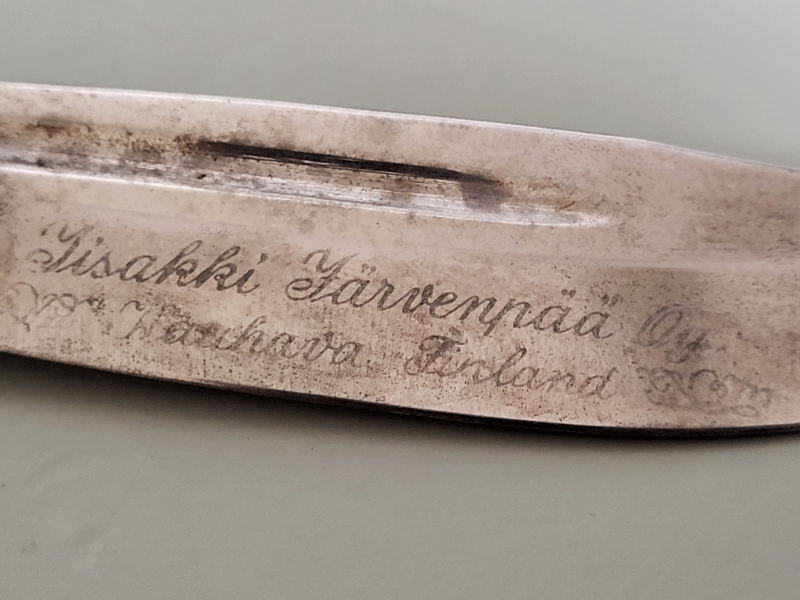 Iisakki Järvenpää Oy
Kauhava Finland